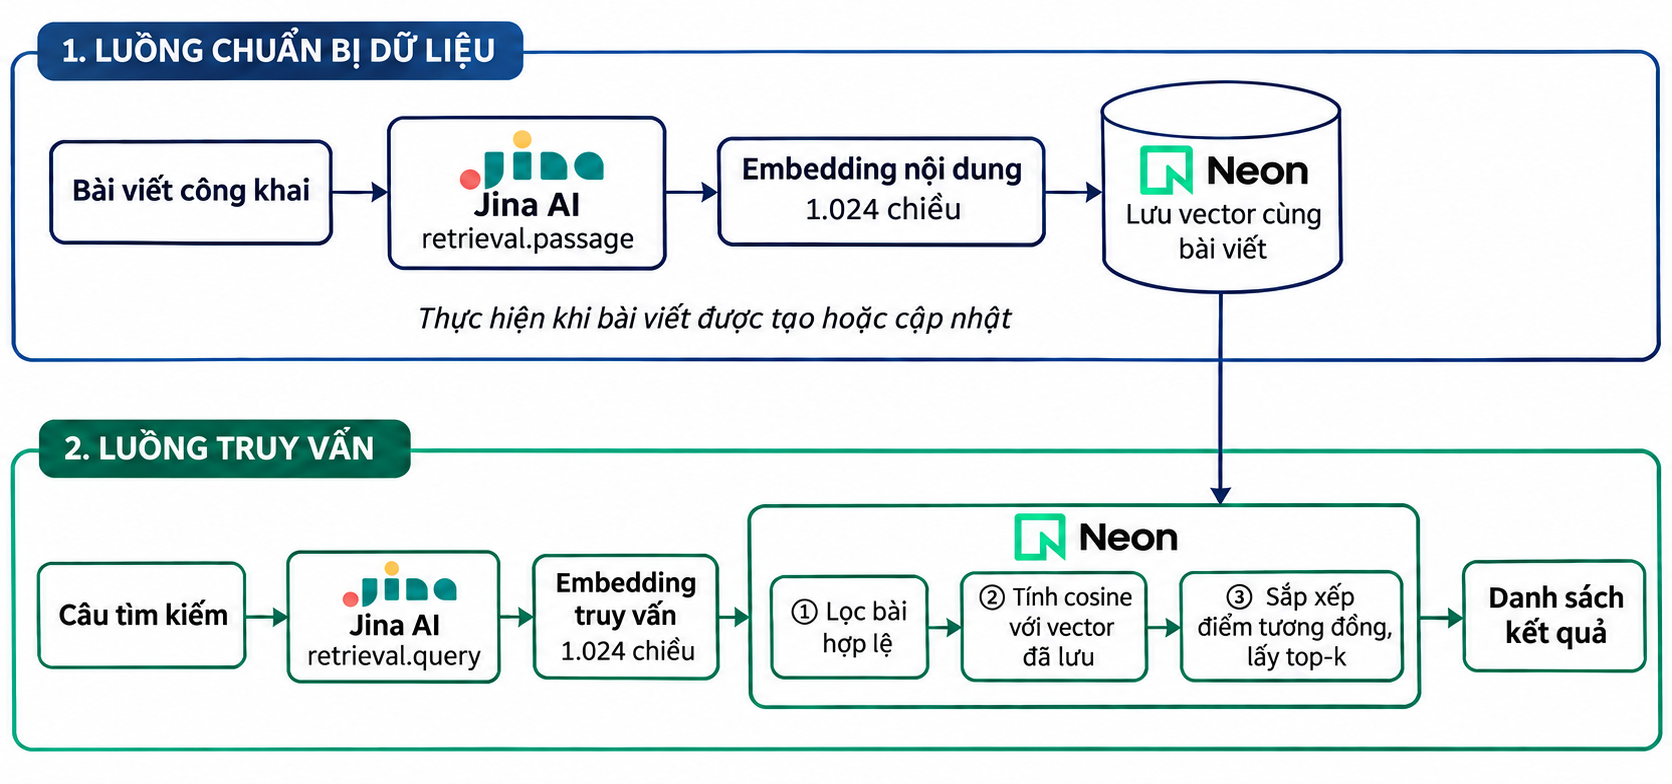 1. LUỒNG CHUẨN BỊ DỮ LIỆU
Bài viết công khai
Jina
Jina AI
retrieval.passage
Embedding nội dung
1.024 chiều
Neon
Lưu vector cùng
bài viết
Thực hiện khi bài viết được tạo hoặc cập nhật
2. LUỒNG TRUY VẤN
Câu tìm kiếm
Jina
Jina AI
retrieval.query
Embedding
truy vấn
1.024 chiều
Neon
① Lọc bài
hợp lệ
② Tính cosine
với vector
đã lưu
③ Sắp xếp
điểm tương đồng,
lấy top-k
Danh sách
kết quả